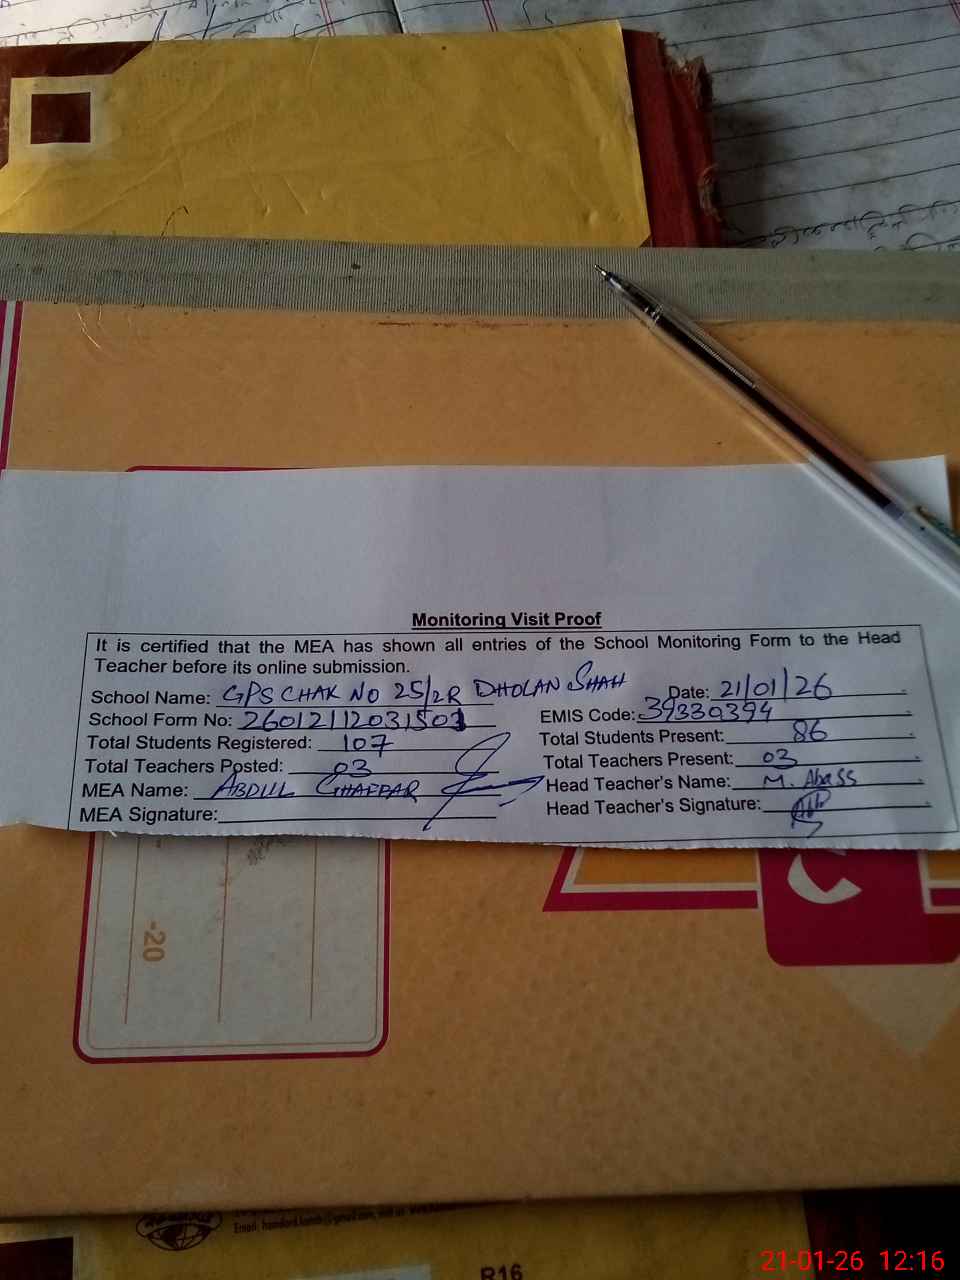 Monitoring Visit Proof
It is certified that the MEA has shown all entries of the School Monitoring Form to the Head
Teacher before its online submission.
School Name: GPS CHAK NO 25/2R DHOLAN SHAH Date: 21/01/26
School Form No: EMIS Code: 39330394
Total Students Registered: 107 Total Students Present: 86
Total Teachers Posted: 03 Total Teachers Present: 03
MEA Name: ABDUL GHAFFAR Head Teacher's Name: M. Abass
MEA Signature: Head Teacher's Signature:
-20
Email:
R16
21-01-26 12:16